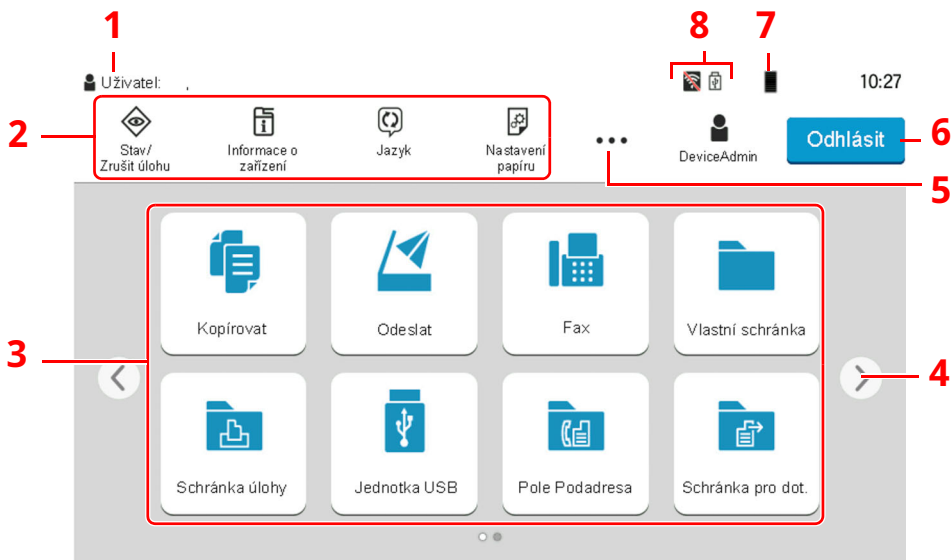 1
8
7
Uživatel:
10:27
2
Stav/
Zrušit úlohu
Informace o
zařízení
Jazyk
Nastavení
papíru
DeviceAdmin
Odhlásit
6
5
3
Kopírovat
Odeslat
Fax
Vlastní schránka
4
Schránka úlohy
Jednotka USB
Pole Podadresa
Schránka pro dot.